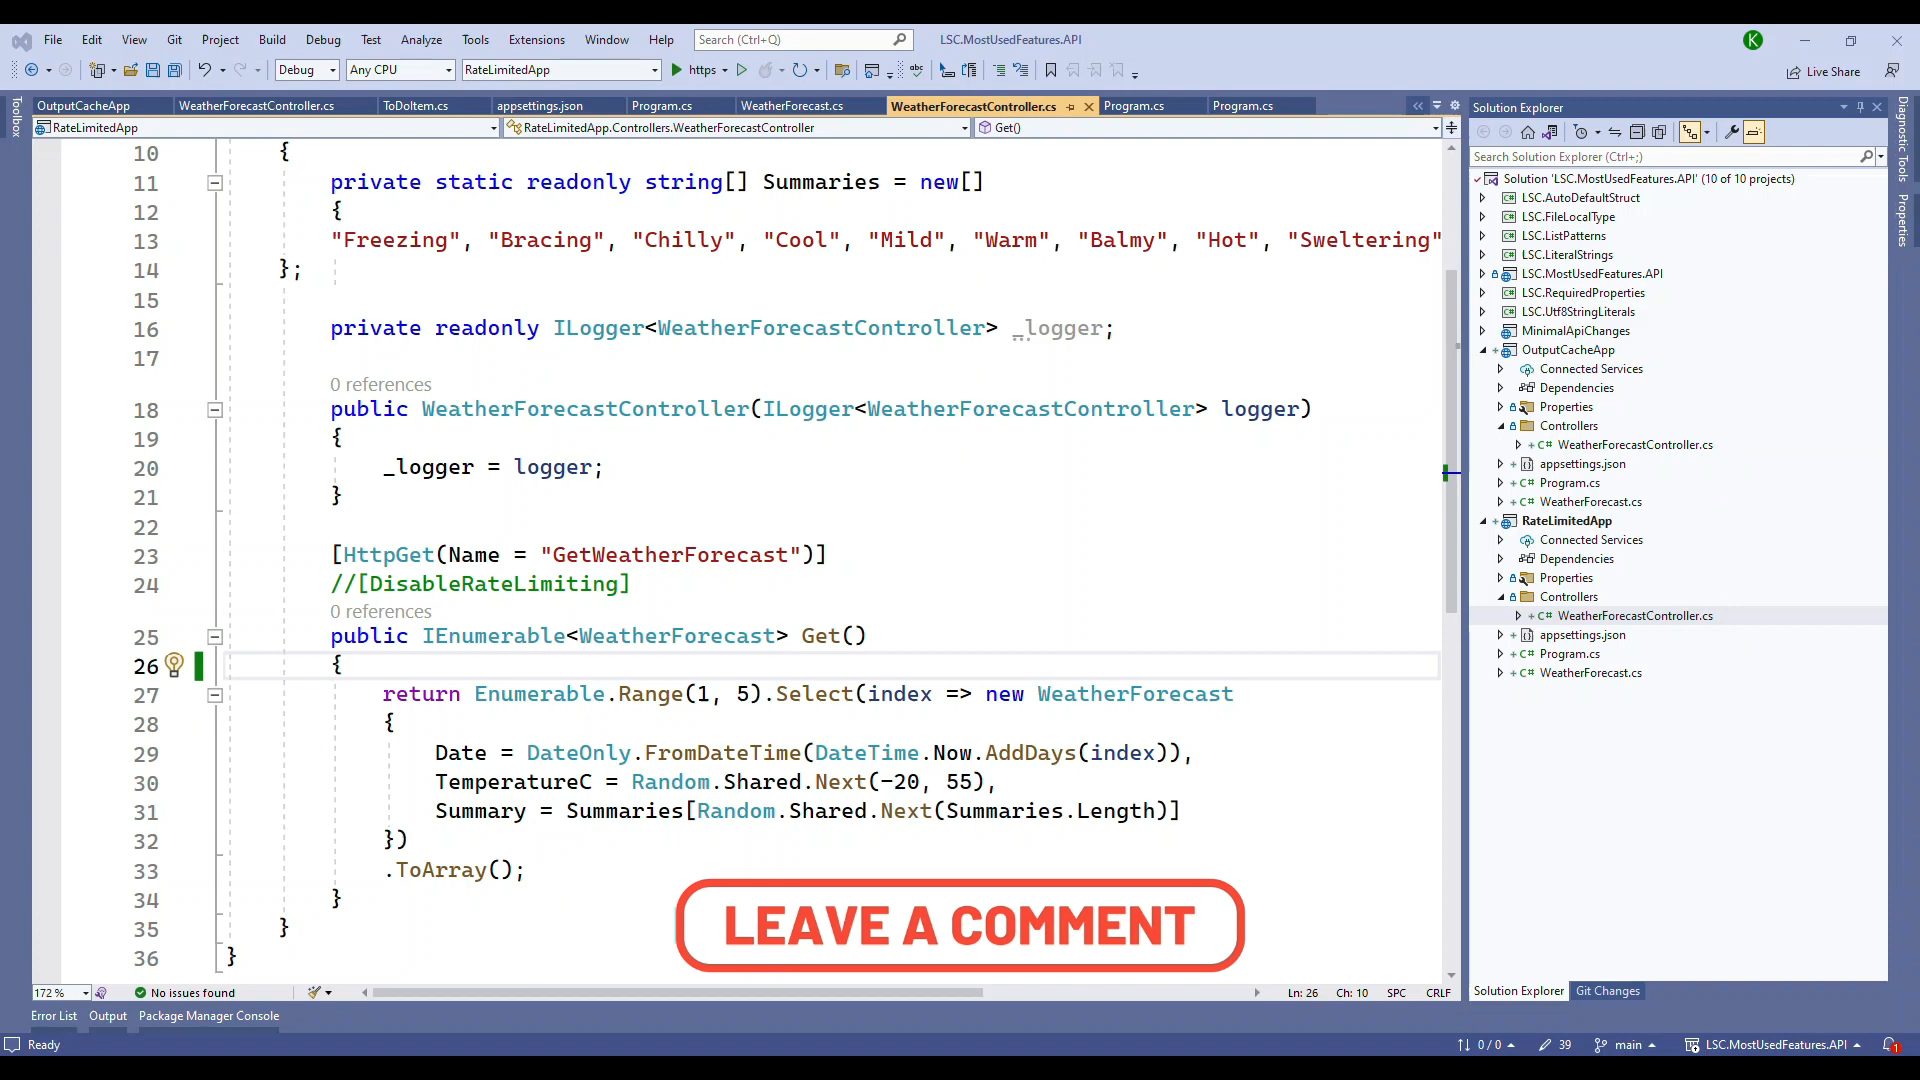 File Edit View Git Project Build Debug Test Analyze Tools Extensions Window Help Search (Ctrl+Q) LSC.MostUsedFeatures.API K
Debug Any CPU RateLimitedApp https Live Share
Toolbox
OutputCacheApp WeatherForecastController.cs ToDoItem.cs appsettings.json Program.cs WeatherForecast.cs WeatherForecastController.cs Program.cs Program.cs
RateLimitedApp RateLimitedApp.Controllers.WeatherForecastController Get()
10 {
11 private static readonly string[] Summaries = new[]
12 {
13 "Freezing", "Bracing", "Chilly", "Cool", "Mild", "Warm", "Balmy", "Hot", "Sweltering"
14 };
15
16 private readonly ILogger<WeatherForecastController> _logger;
17
0 references
18 public WeatherForecastController(ILogger<WeatherForecastController> logger)
19 {
20 _logger = logger;
21 }
22
23 [HttpGet(Name = "GetWeatherForecast")]
24 //[DisableRateLimiting]
0 references
25 public IEnumerable<WeatherForecast> Get()
26 {
27 return Enumerable.Range(1, 5).Select(index => new WeatherForecast
28 {
29 Date = DateOnly.FromDateTime(DateTime.Now.AddDays(index)),
30 TemperatureC = Random.Shared.Next(-20, 55),
31 Summary = Summaries[Random.Shared.Next(Summaries.Length)]
32 })
33 .ToArray();
34 }
35 }
36 }
LEAVE A COMMENT
172 % No issues found Ln: 26 Ch: 10 SPC CRLF
Error List Output Package Manager Console
Solution Explorer
Search Solution Explorer (Ctrl+;)
Solution 'LSC.MostUsedFeatures.API' (10 of 10 projects)
C# LSC.AutoDefaultStruct
C# LSC.FileLocalType
C# LSC.ListPatterns
C# LSC.LiteralStrings
LSC.MostUsedFeatures.API
C# LSC.RequiredProperties
C# LSC.Utf8StringLiterals
MinimalApiChanges
OutputCacheApp
Connected Services
Dependencies
Properties
Controllers
C# WeatherForecastController.cs
appsettings.json
C# Program.cs
C# WeatherForecast.cs
RateLimitedApp
Connected Services
Dependencies
Properties
Controllers
C# WeatherForecastController.cs
appsettings.json
C# Program.cs
C# WeatherForecast.cs
Solution Explorer Git Changes
Diagnostic Tools
Properties
Ready 0 / 0 39 main LSC.MostUsedFeatures.API 1